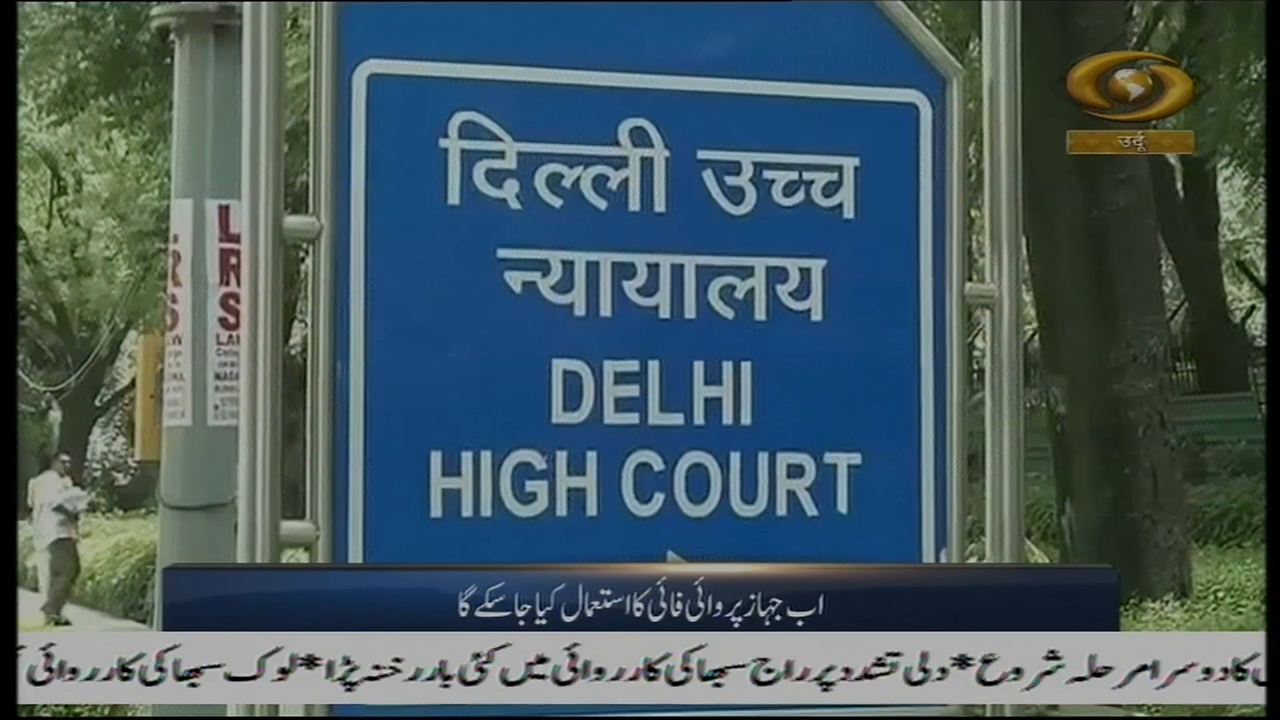 दिल्ली उच्च
न्यायालय
DELHI
HIGH COURT
उर्दू
L
R
S
اب جہاز پر وائی فائی کا استعمال کیا جا سکے گا
کا دوسرا مرحلہ شروع *دلی تشدد پر راج سبھا کی کارروائی میں کئی بار رخنہ پڑا *لوک سبھا کی کارروائی